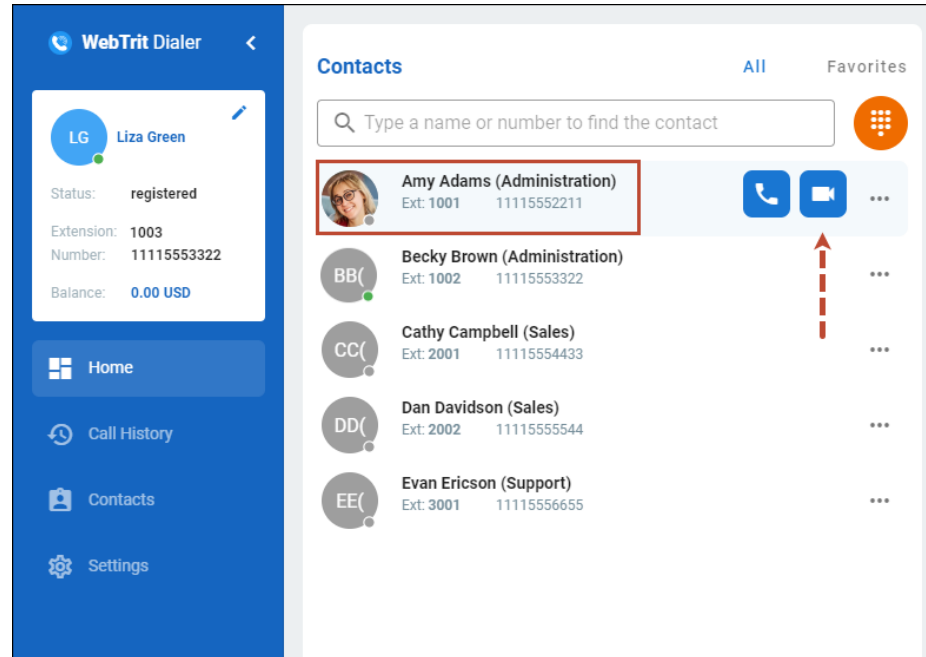 WebTrit Dialer
LG
Liza Green
Status: registered
Extension: 1003
Number: 11115553322
Balance: 0.00 USD
Home
Call History
Contacts
Settings
Contacts
All
Favorites
Type a name or number to find the contact
Amy Adams (Administration)
Ext: 1001 11115552211
BB(
Becky Brown (Administration)
Ext: 1002 11115553322
CC(
Cathy Campbell (Sales)
Ext: 2001 11115554433
DD(
Dan Davidson (Sales)
Ext: 2002 11115555544
EE(
Evan Ericson (Support)
Ext: 3001 11115556655